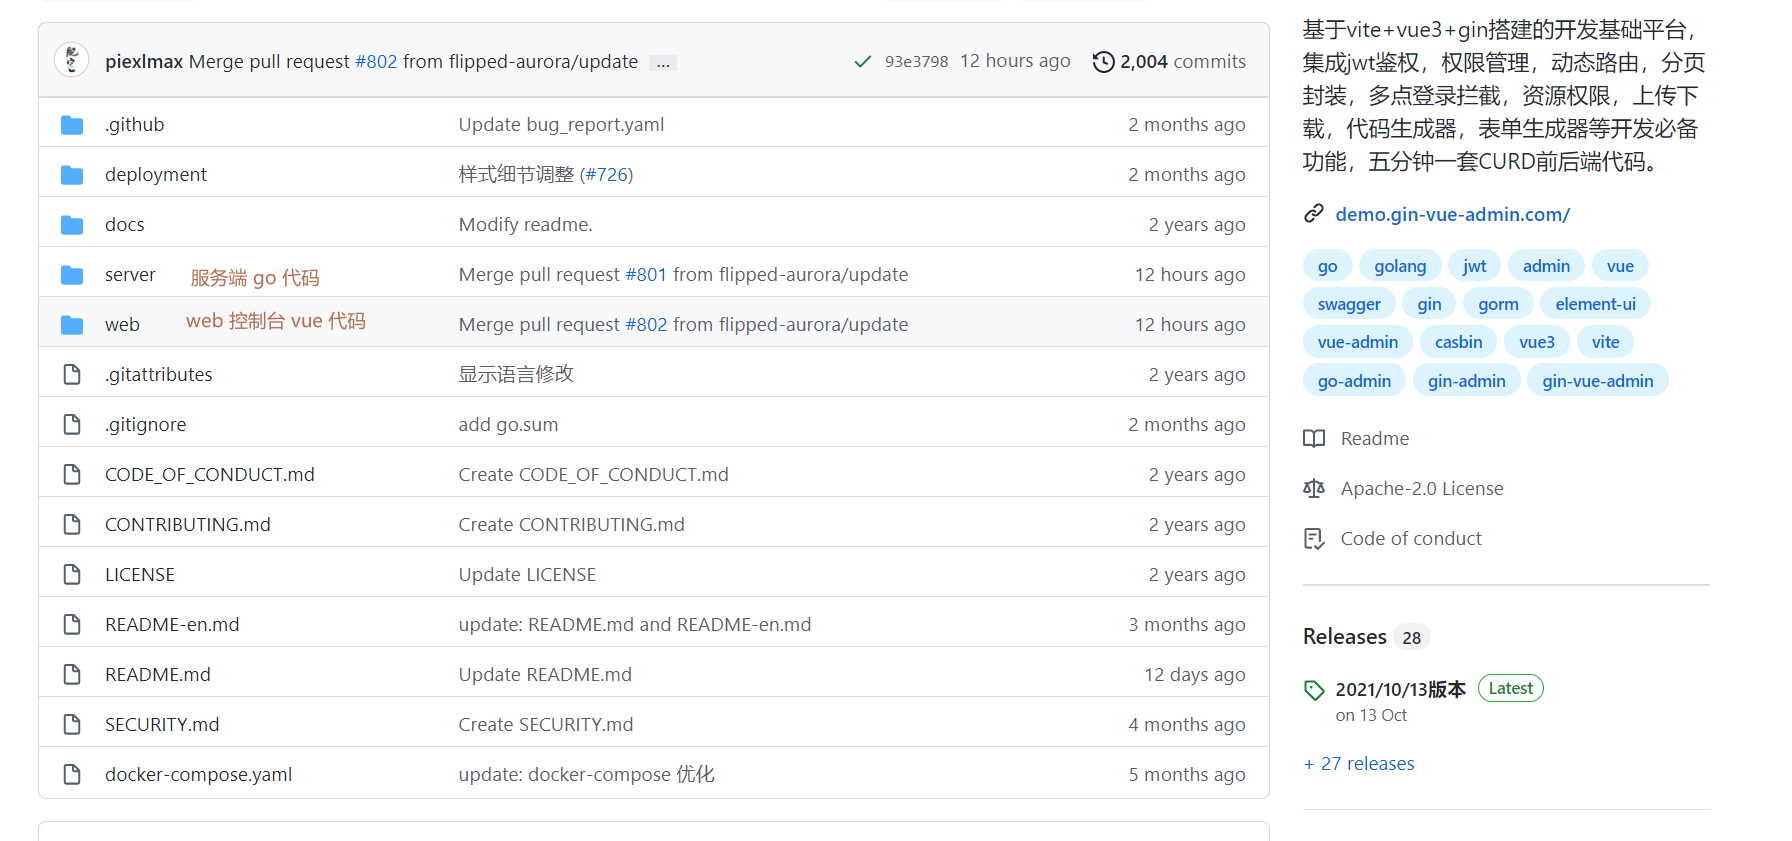 piexlmax Merge pull request #802 from flipped-aurora/update ... 93e3798 12 hours ago 2,004 commits
.github Update bug_report.yaml 2 months ago
deployment 样式细节调整 (#726) 2 months ago
docs Modify readme. 2 years ago
server 服务端 go 代码 Merge pull request #801 from flipped-aurora/update 12 hours ago
web web 控制台 vue 代码 Merge pull request #802 from flipped-aurora/update 12 hours ago
.gitattributes 显示语言修改 2 years ago
.gitignore add go.sum 2 months ago
CODE_OF_CONDUCT.md Create CODE_OF_CONDUCT.md 2 years ago
CONTRIBUTING.md Create CONTRIBUTING.md 2 years ago
LICENSE Update LICENSE 2 years ago
README-en.md update: README.md and README-en.md 3 months ago
README.md Update README.md 12 days ago
SECURITY.md Create SECURITY.md 4 months ago
docker-compose.yaml update: docker-compose 优化 5 months ago
基于vite+vue3+gin搭建的开发基础平台，
集成jwt鉴权，权限管理，动态路由，分页
封装，多点登录拦截，资源权限，上传下
载，代码生成器，表单生成器等开发必备
功能，五分钟一套CURD前后端代码。
demo.gin-vue-admin.com/
go golang jwt admin vue
swagger gin gorm element-ui
vue-admin casbin vue3 vite
go-admin gin-admin gin-vue-admin
Readme
Apache-2.0 License
Code of conduct
Releases 28
2021/10/13版本 Latest
on 13 Oct
+ 27 releases